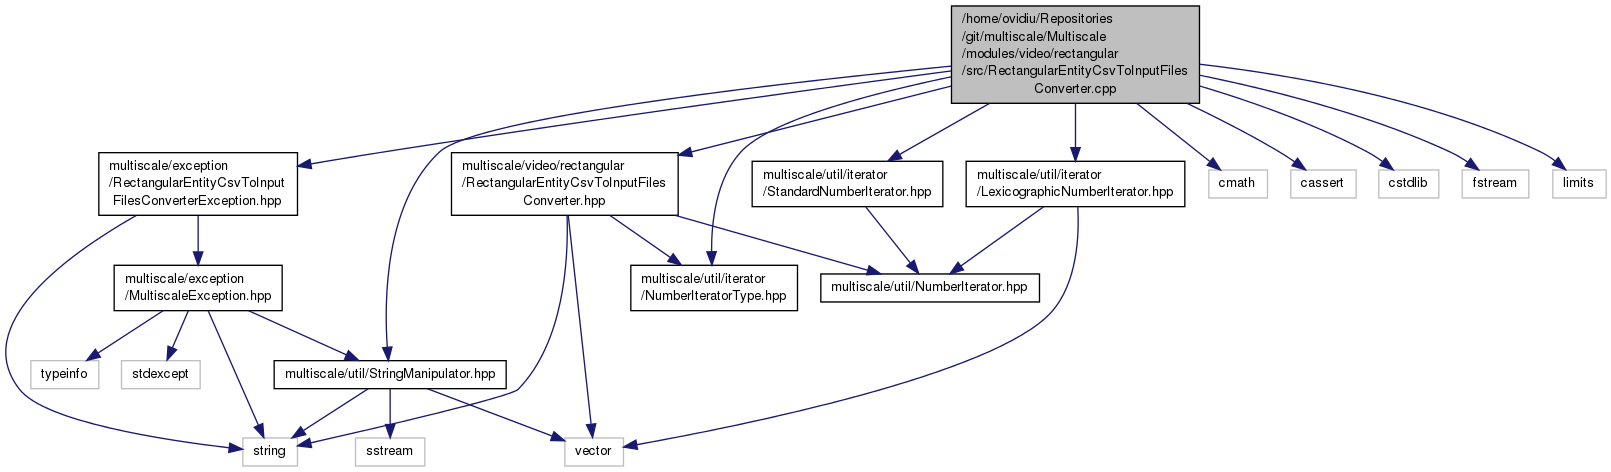 /home/ovidiu/Repositories
/git/multiscale/Multiscale
/modules/video/rectangular
/src/RectangularEntityCsvToInputFiles
Converter.cpp
multiscale/exception
/RectangularEntityCsvToInput
FilesConverterException.hpp
multiscale/video/rectangular
/RectangularEntityCsvToInputFiles
Converter.hpp
multiscale/util/iterator
/StandardNumberIterator.hpp
multiscale/util/iterator
/LexicographicNumberIterator.hpp
cmath
cassert
cstdlib
fstream
limits
multiscale/exception
/MultiscaleException.hpp
multiscale/util/iterator
/NumberIteratorType.hpp
multiscale/util/NumberIterator.hpp
typeinfo
stdexcept
multiscale/util/StringManipulator.hpp
string
sstream
vector